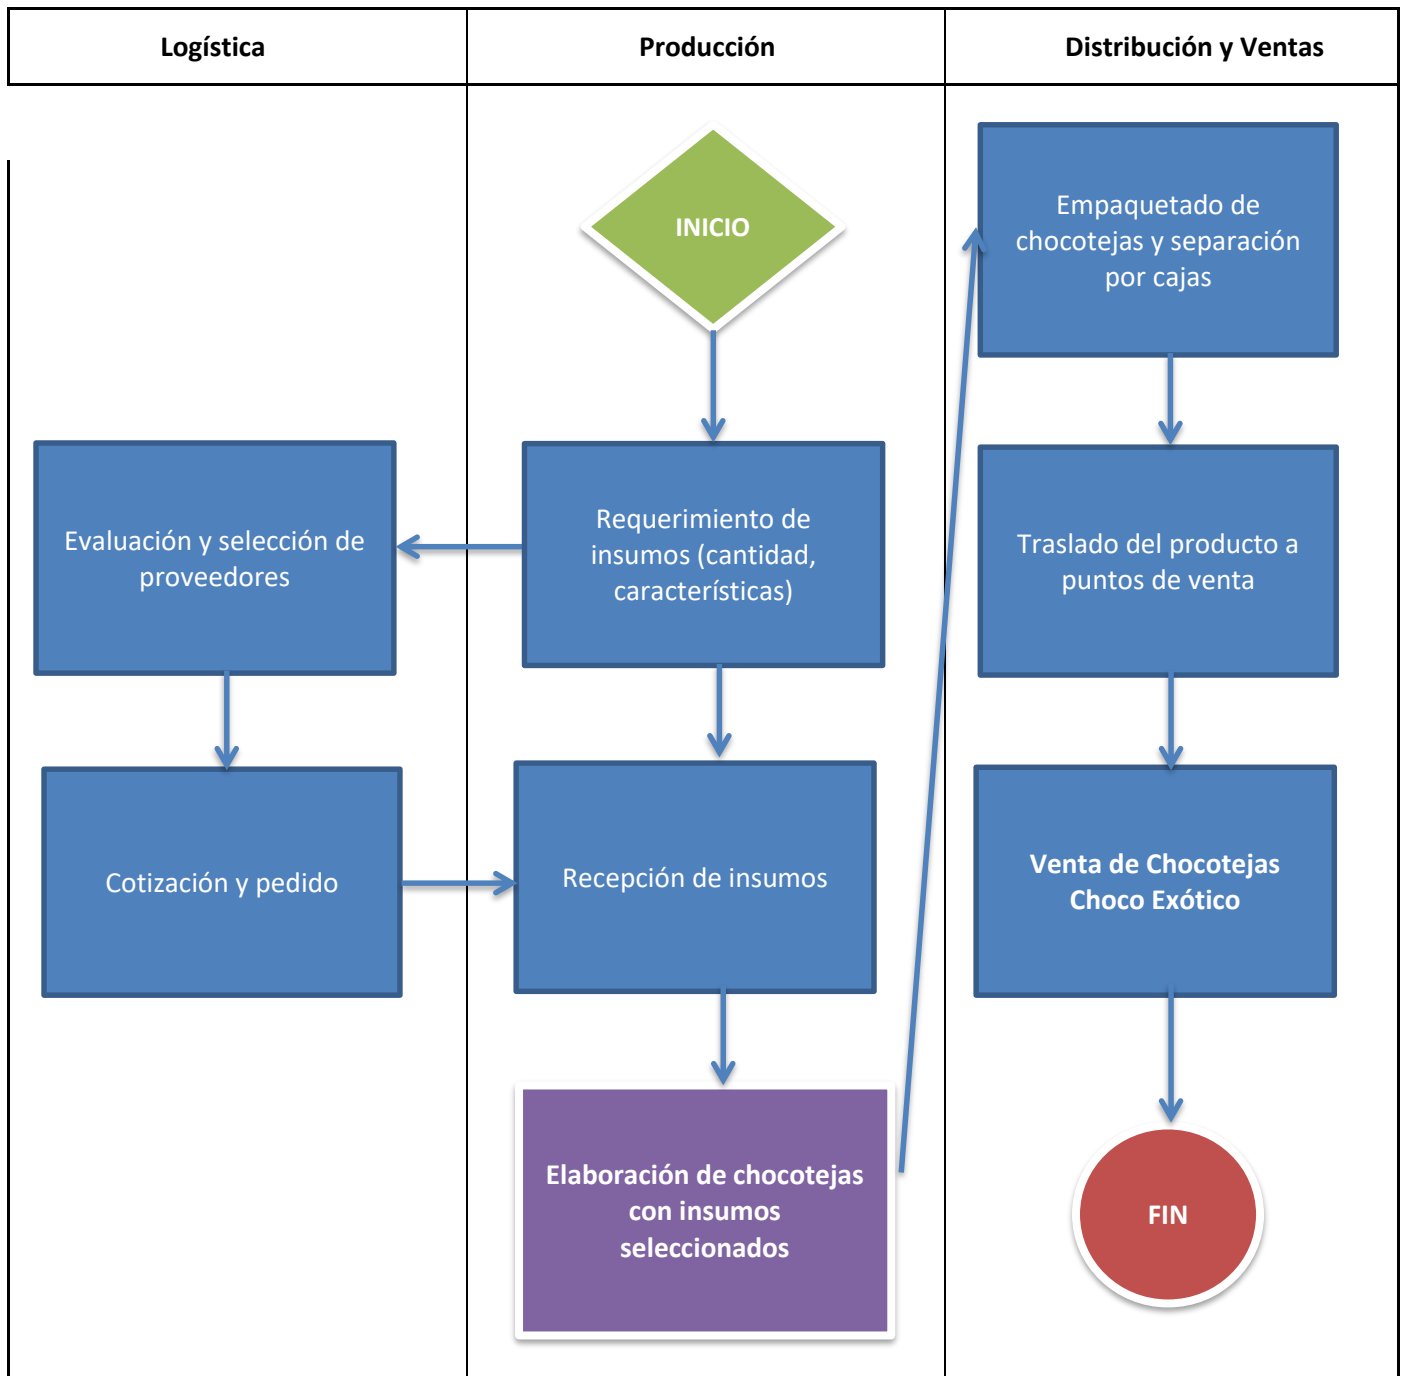 Logística
Producción
Distribución y Ventas
INICIO
Empaquetado de
chocotejas y separación
por cajas
Evaluación y selección de
proveedores
Requerimiento de
insumos (cantidad,
características)
Traslado del producto a
puntos de venta
Cotización y pedido
Recepción de insumos
Venta de Chocotejas
Choco Exótico
Elaboración de chocotejas
con insumos
seleccionados
FIN